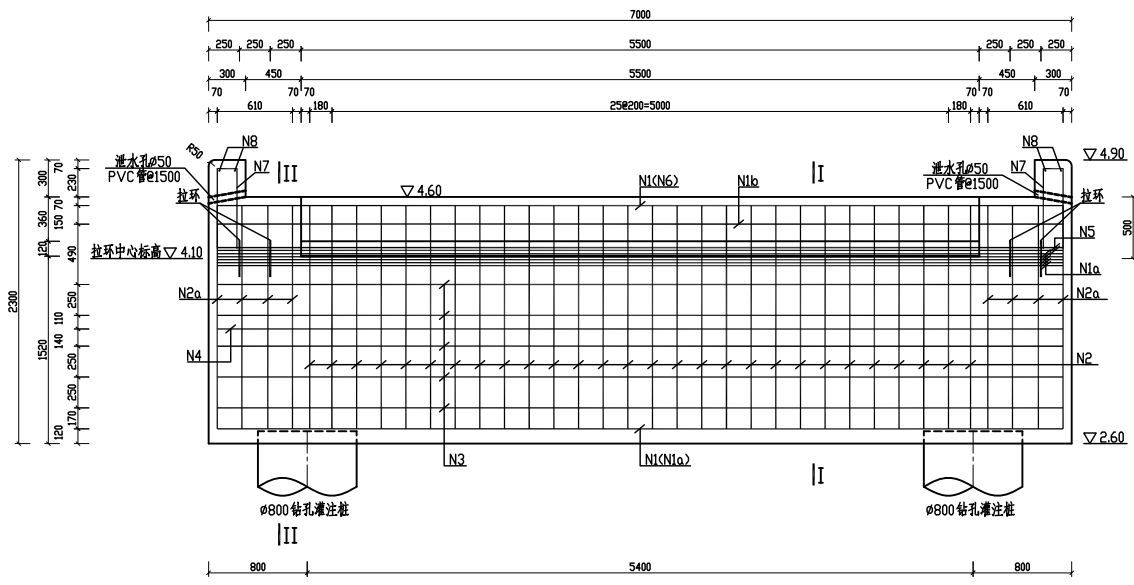 7000
250 250 250 5500 250 250 250
300 450 5500 450 300
70 610 70 70 180 25@200=5000 180 70 610 70
R50
N8
N7
泄水孔ø50
PVC管@1500
拉环
II
4.60
N1(N6)
N1b
I
泄水孔ø50
PVC管@1500
N8
N7
4.90
拉环
N5
500
N1a
N2a
拉环中心标高 4.10
N2a
N4
N2
N3
N1(N1a)
I
2.60
2300
300 360 120 1520
70 230 70 150 490 250 110 140 250 250 170 120
ø800钻孔灌注桩
ø800钻孔灌注桩
II
800 5400 800